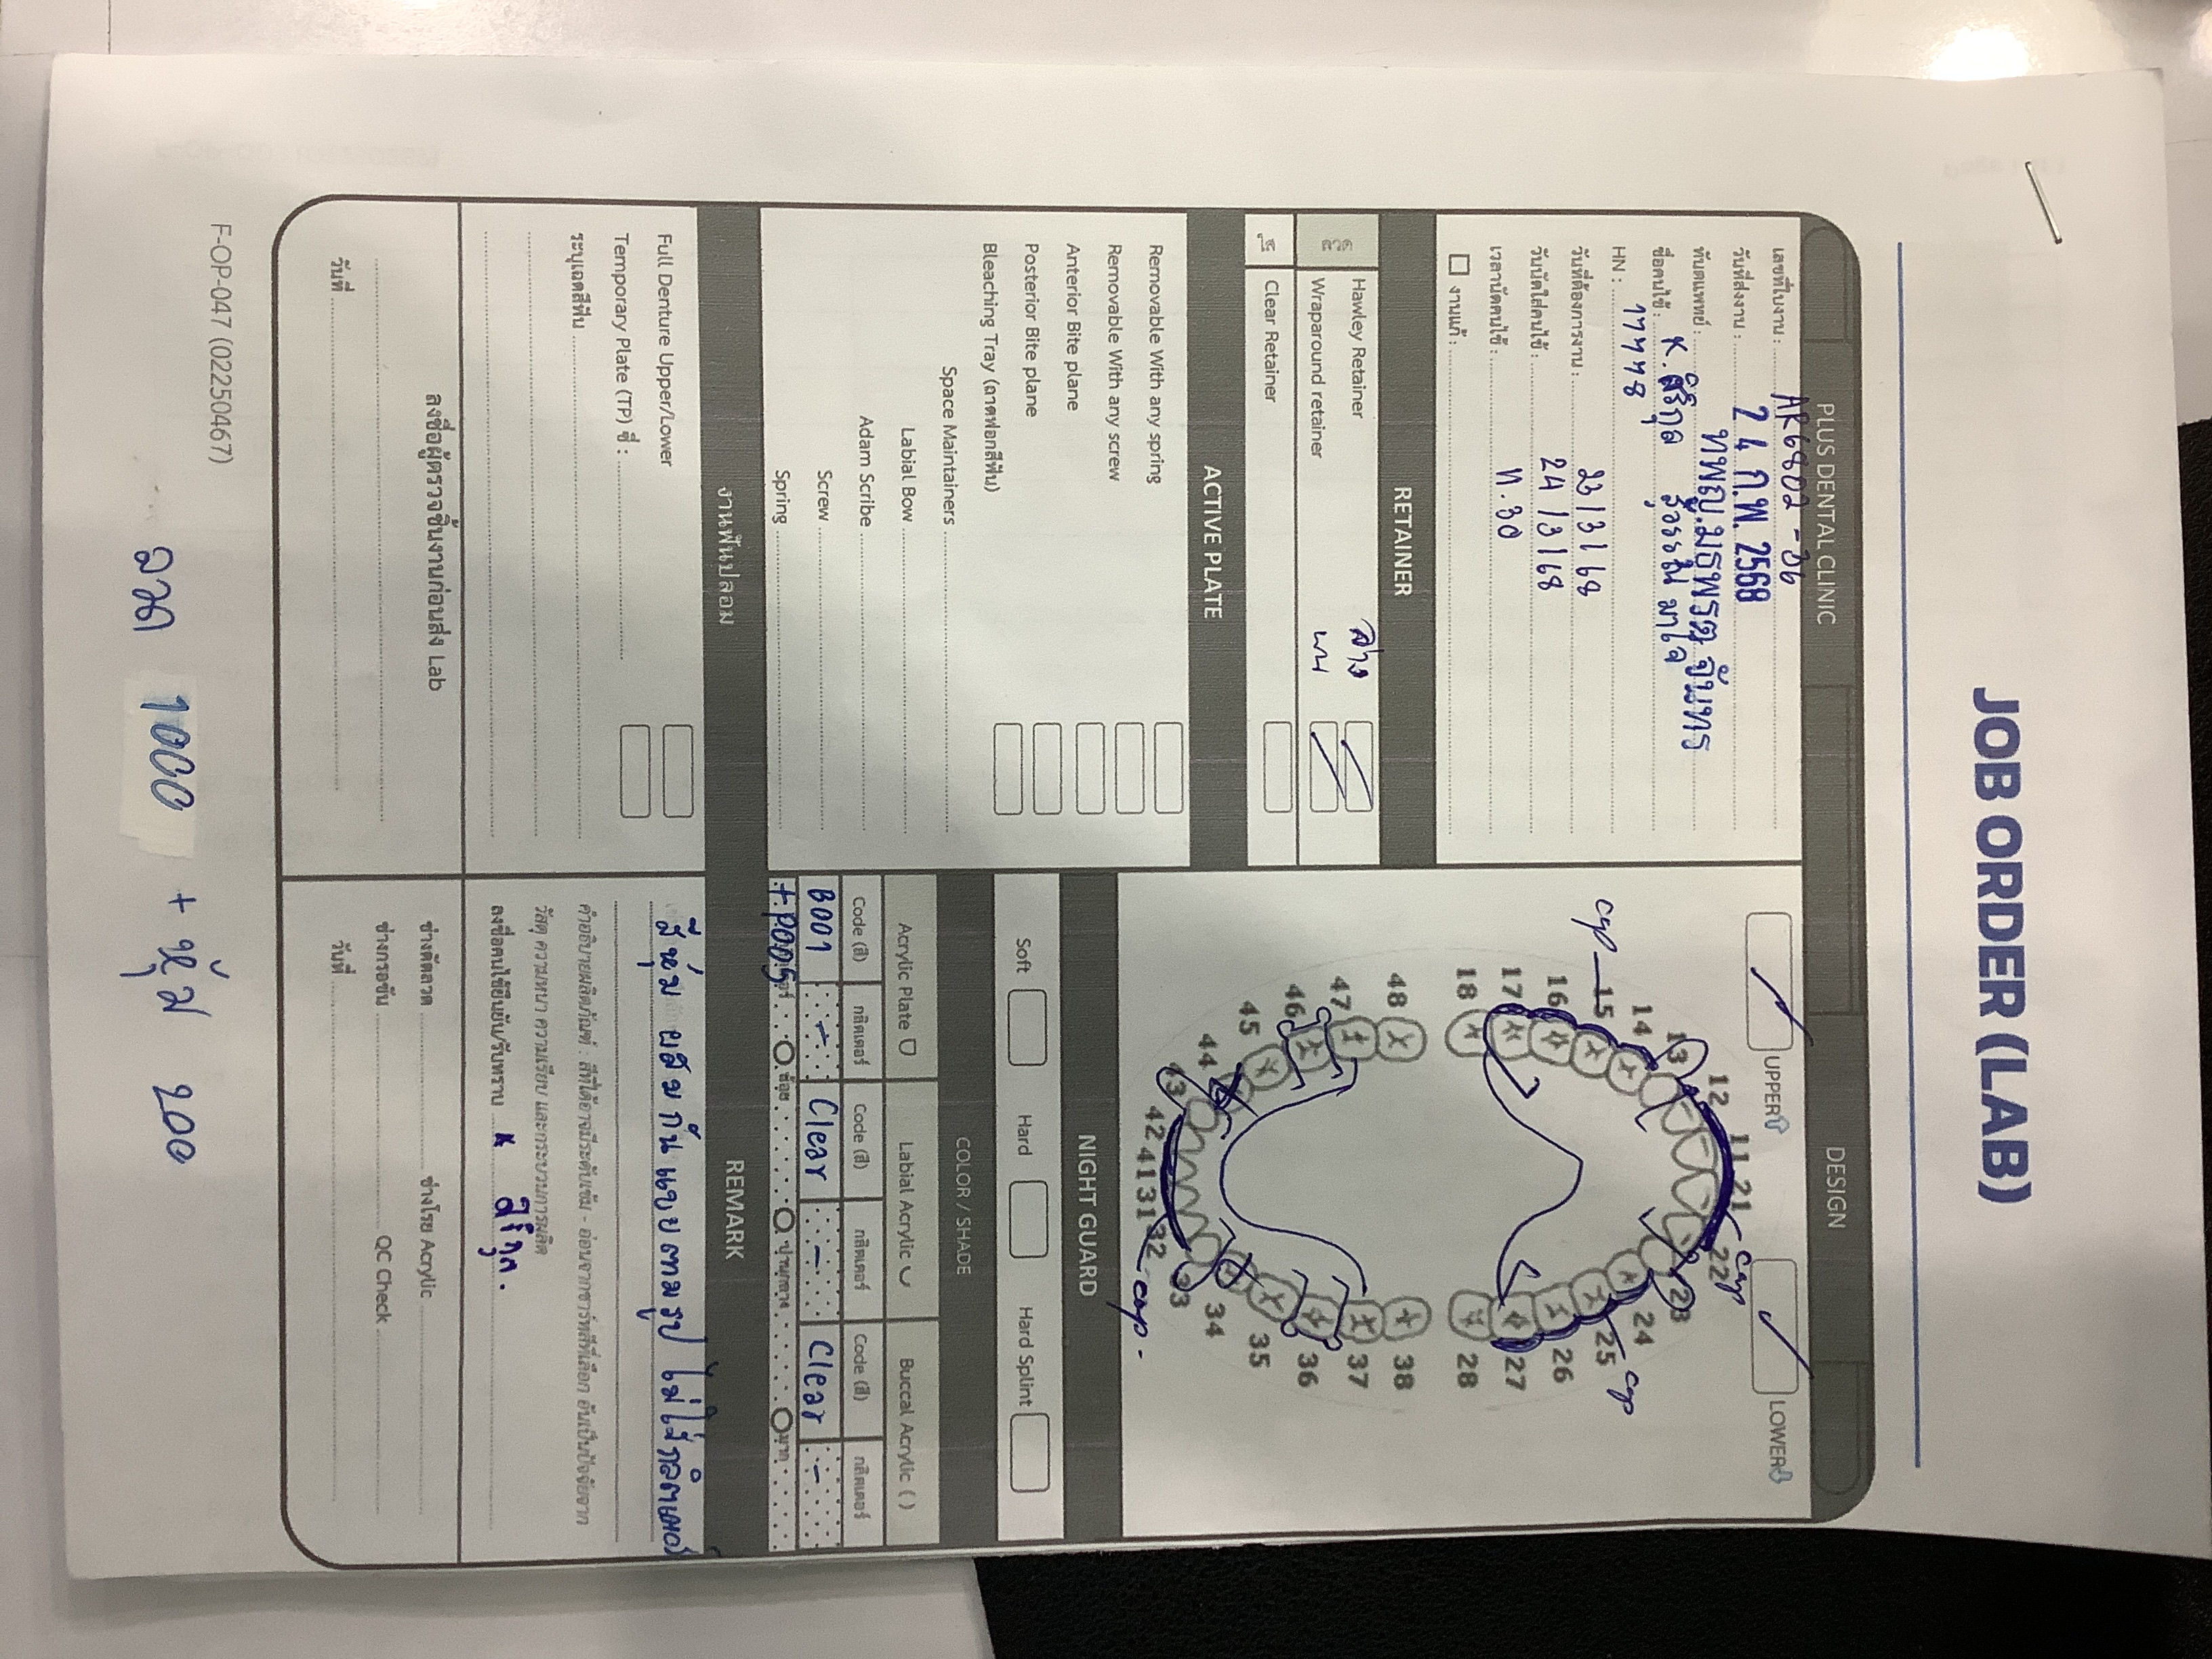 JOB ORDER (LAB)
PLUS DENTAL CLINIC
เลขที่ใบงาน : AR6802-36
วันที่ส่งงาน : 24 ก.พ. 2568
ทันตแพทย์ : ทพญ.มธุพรต จันทร
ชื่อคนไข้ : K. สิริกุล สุวรรณ มาใจ
HN : 17778
วันที่ต้องการงาน : 23/3/68
วันนัดใส่คนไข้ : 24/3/68
เวลานัดคนไข้ : 11.30
งานแก้ :
DESIGN
UPPER
LOWER
11 21 cap
12 22
13 23
14 24
cap 15 25 cap
16 26
17 27
18 28
48 38
47 37
46 36
45 35
44 34
43 33
42 41 31 32 cap.
RETAINER
ลวด
Hawley Retainer ล่าง
Wraparound retainer บน
ใส
Clear Retainer
ACTIVE PLATE
Removable With any spring
Removable With any screw
Anterior Bite plane
Posterior Bite plane
Bleaching Tray (ถาดฟอกสีฟัน)
Space Maintainers
Labial Bow
Adam Scribe
Screw
Spring
NIGHT GUARD
Soft Hard Hard Splint
COLOR / SHADE
Acrylic Plate Labial Acrylic Buccal Acrylic ( )
Code (สี) กลิตเตอร์ Code (สี) กลิตเตอร์ Code (สี) กลิตเตอร์
B001 - Clear - Clear -
+P005 น้อย ปานกลาง มาก
งานฟันปลอม
Full Denture Upper/Lower
Temporary Plate (TP) ซี่ :
ระบุเฉดสีฟัน
REMARK
สีหุ้ม ผสมกันแบบตามรูป ไม่ใส่กลิตเตอร์
คำอธิบายผลิตภัณฑ์ : สีที่ได้อาจมีระดับเข้ม - อ่อนจากชาร์ทสีที่เลือก อันเป็นปัจจัยจาก
วัสดุ ความหนา ความเรียบ และกระบวนการผลิต
ลงชื่อคนไข้ยืนยัน/รับทราบ x สิริกุล.
ลงชื่อผู้ตรวจชิ้นงานก่อนส่ง Lab
วันที่
ช่างดัดลวด ช่างโรย Acrylic
ช่างกรอขัน QC Check
วันที่
F-OP-047 (02250467)
ลวด 1000 + หุ้ม 200